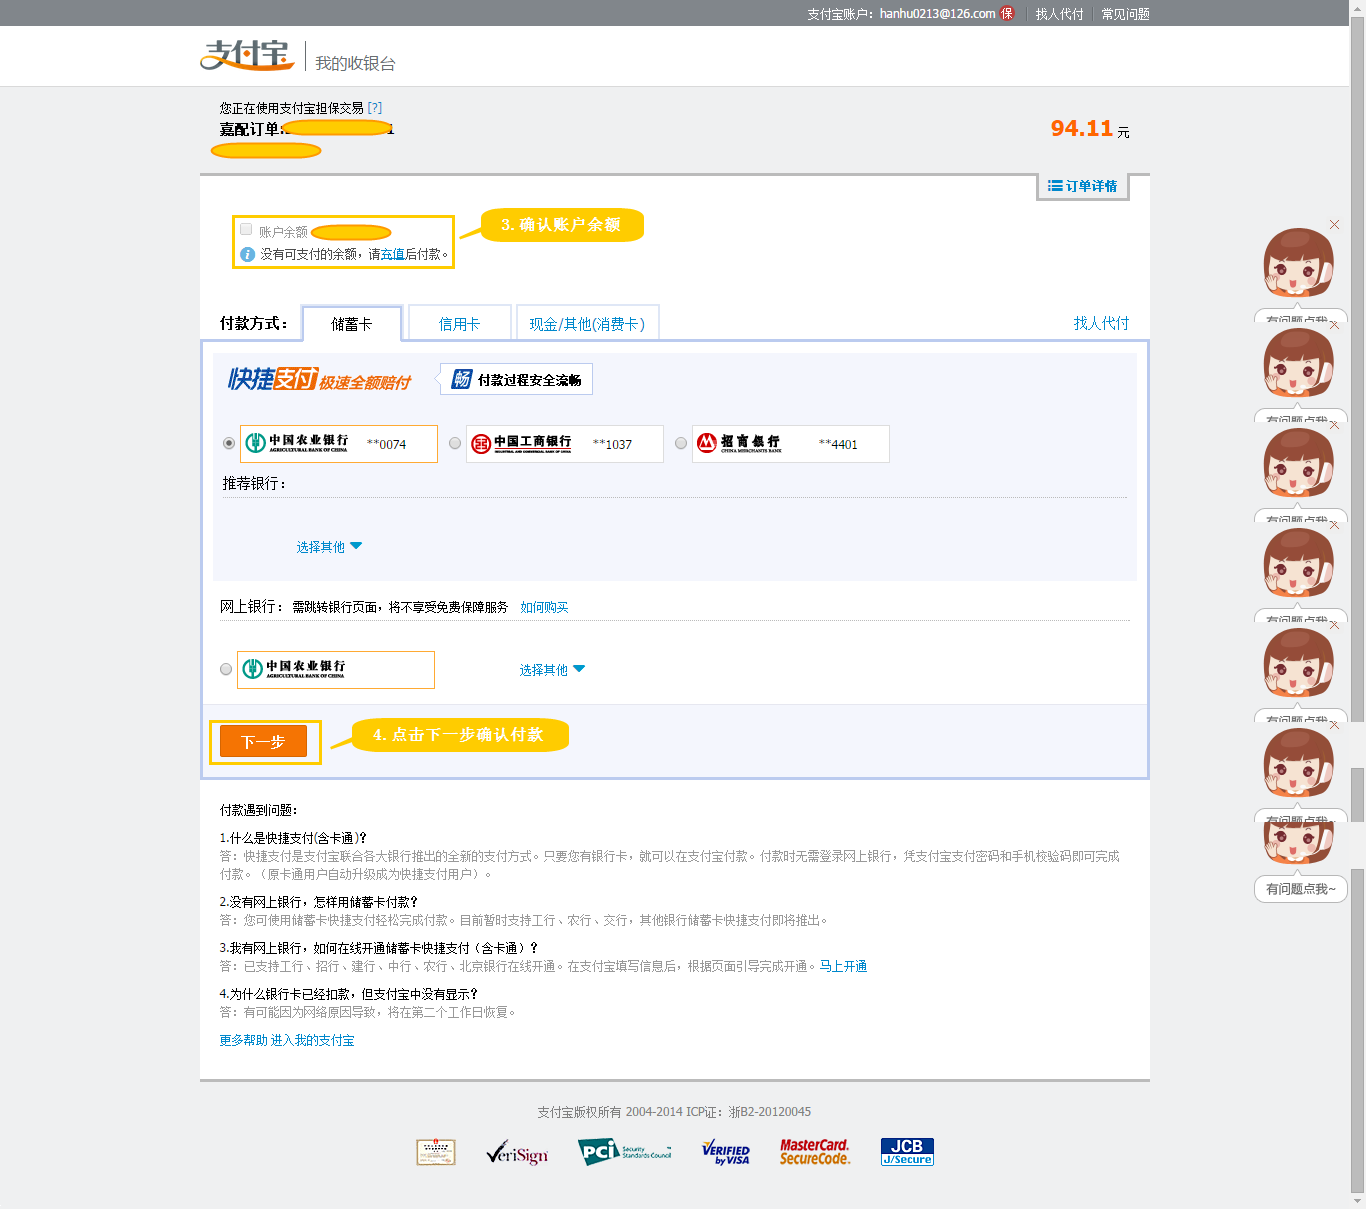 支付宝账户：hanhu0213@126.com 保 找人代付 常见问题
支付宝 我的收银台
您正在使用支付宝担保交易 [?]
嘉配订单: 1
94.11 元
订单详情
账户余额
没有可支付的余额，请充值后付款。
3. 确认账户余额
付款方式： 储蓄卡 信用卡 现金/其他(消费卡) 找人代付
快捷支付 极速全额赔付 畅 付款过程安全流畅
中国农业银行 AGRICULTURAL BANK OF CHINA **0074 中国工商银行 INDUSTRIAL AND COMMERCIAL BANK OF CHINA **1037 招商银行 CHINA MERCHANTS BANK **4401
推荐银行：
选择其他
网上银行： 需跳转银行页面，将不享受免费保障服务 如何购买
中国农业银行 AGRICULTURAL BANK OF CHINA 选择其他
下一步 4. 点击下一步确认付款
付款遇到问题：
1.什么是快捷支付(含卡通)？
答：快捷支付是支付宝联合各大银行推出的全新的支付方式。只要您有银行卡，就可以在支付宝付款。付款时无需登录网上银行，凭支付宝支付密码和手机校验码即可完成
付款。（原卡通用户自动升级成为快捷支付用户）。
2.没有网上银行，怎样用储蓄卡付款？
答：您可使用储蓄卡快捷支付轻松完成付款。目前暂时支持工行、农行、交行，其他银行储蓄卡快捷支付即将推出。
3.我有网上银行，如何在线开通储蓄卡快捷支付（含卡通）？
答：已支持工行、招行、建行、中行、农行、北京银行在线开通。在支付宝填写信息后，根据页面引导完成开通。马上开通
4.为什么银行卡已经扣款，但支付宝中没有显示？
答：有可能因为网络原因导致，将在第二个工作日恢复。
更多帮助 进入我的支付宝
支付宝版权所有 2004-2014 ICP证：浙B2-20120045
VeriSign PCI Security Standards Council VERIFIED by VISA MasterCard. SecureCode. JCB J/Secure
有问题点我~
有问题点我~
有问题点我~
有问题点我~
有问题点我~
有问题点我~
有问题点我~